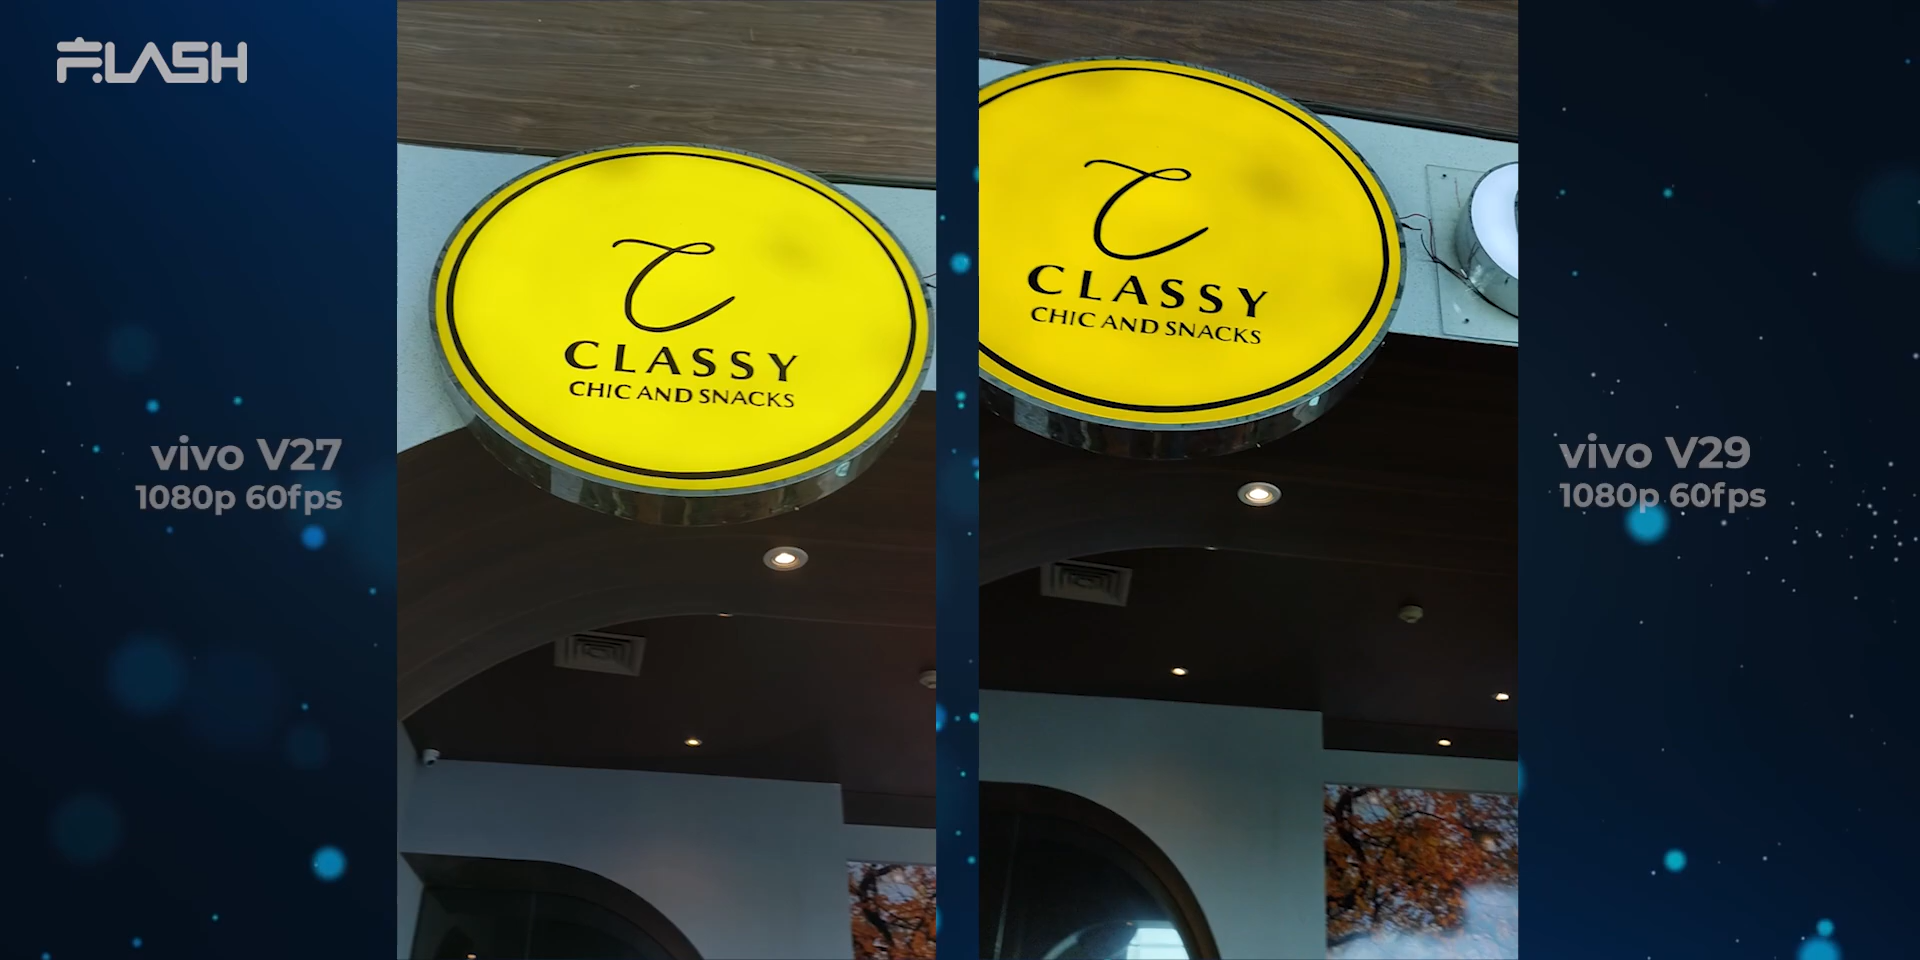 FLASH
vivo V27
1080p 60fps
CLASSY
CHIC AND SNACKS
CLASSY
CHIC AND SNACKS
vivo V29
1080p 60fps